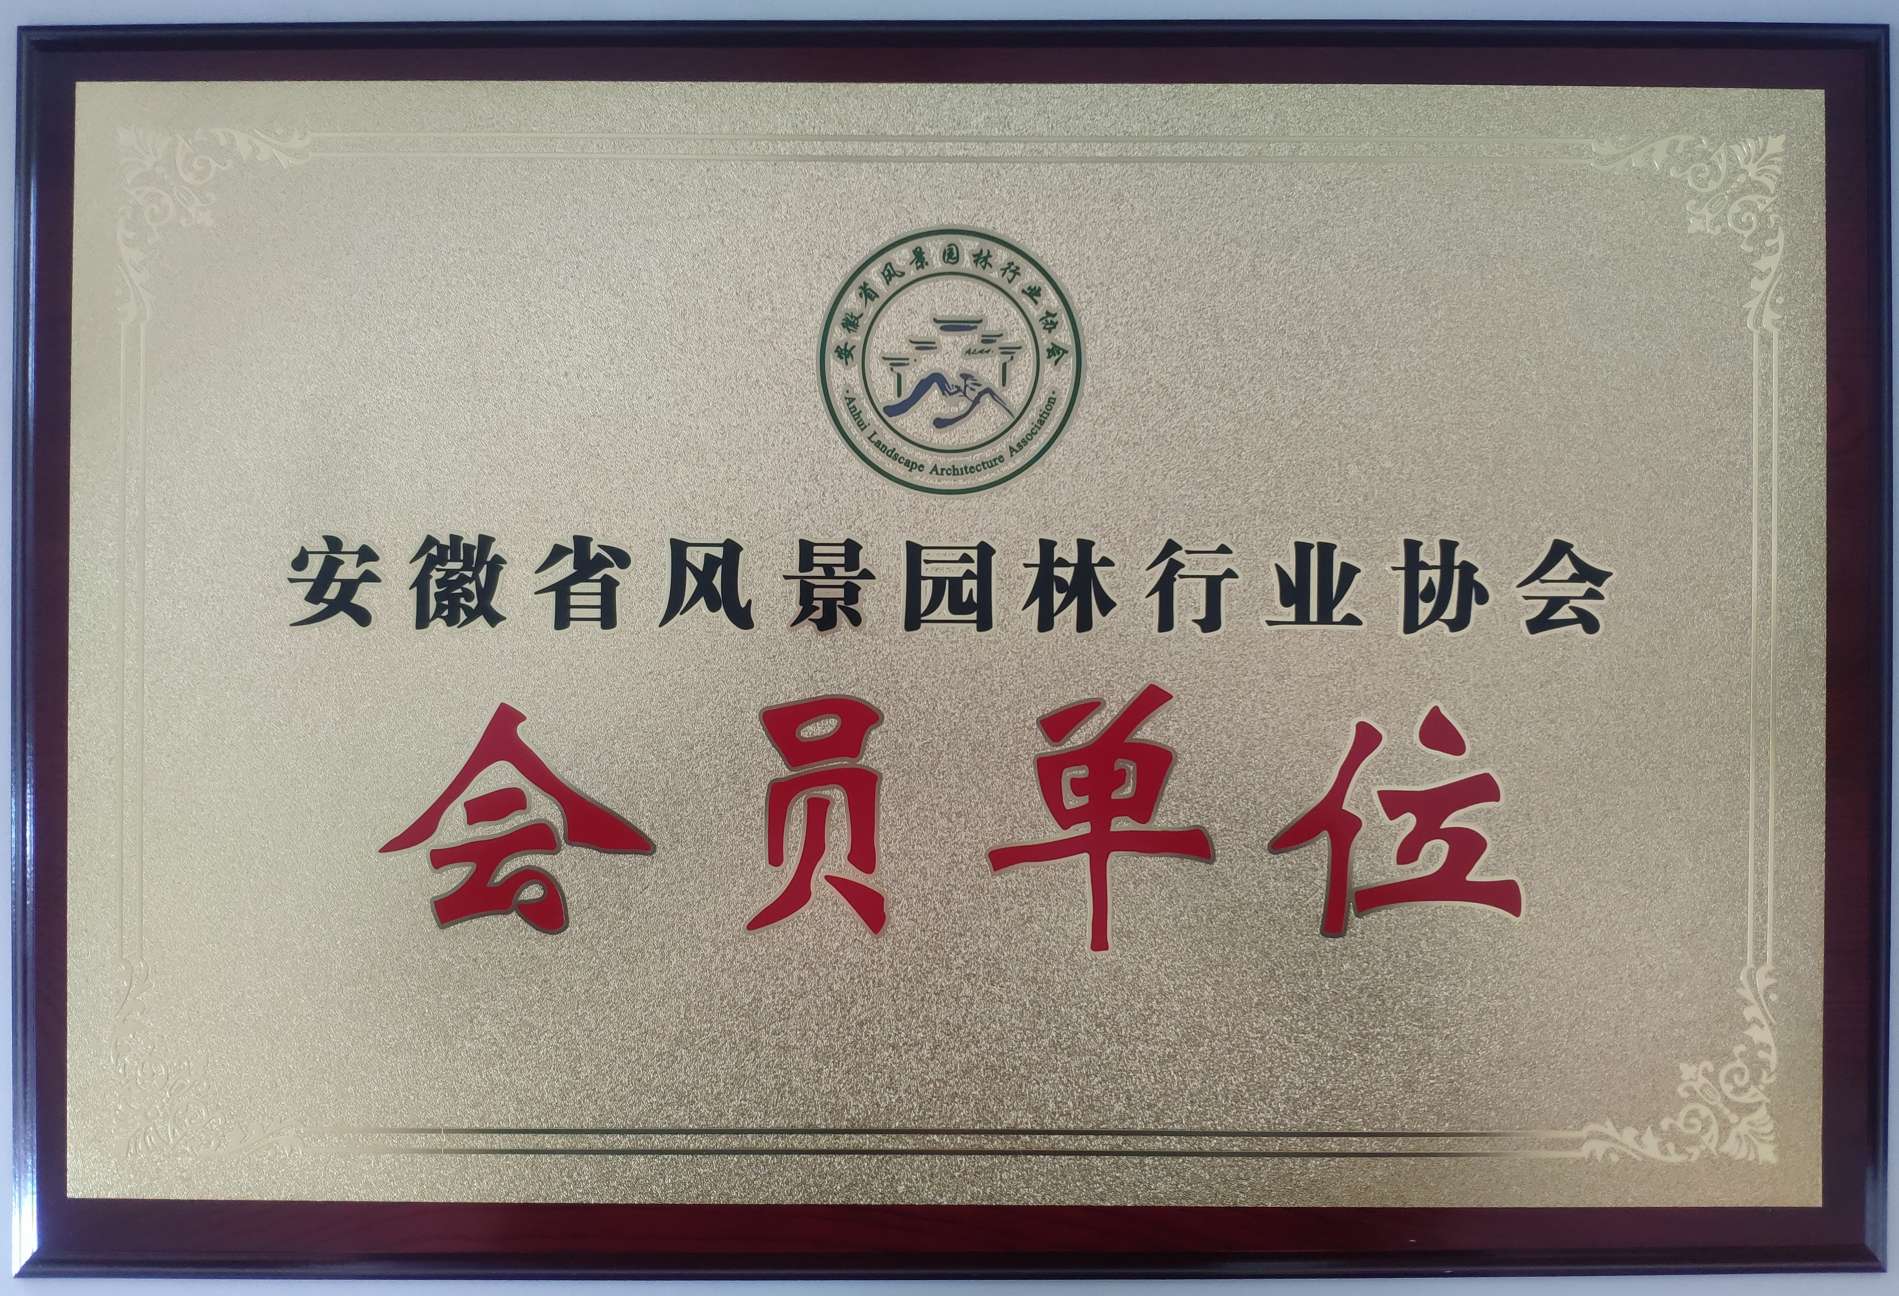 安徽省风景园林行业协会
·Anhui Landscape Architecture Association·
安徽省风景园林行业协会
会员单位